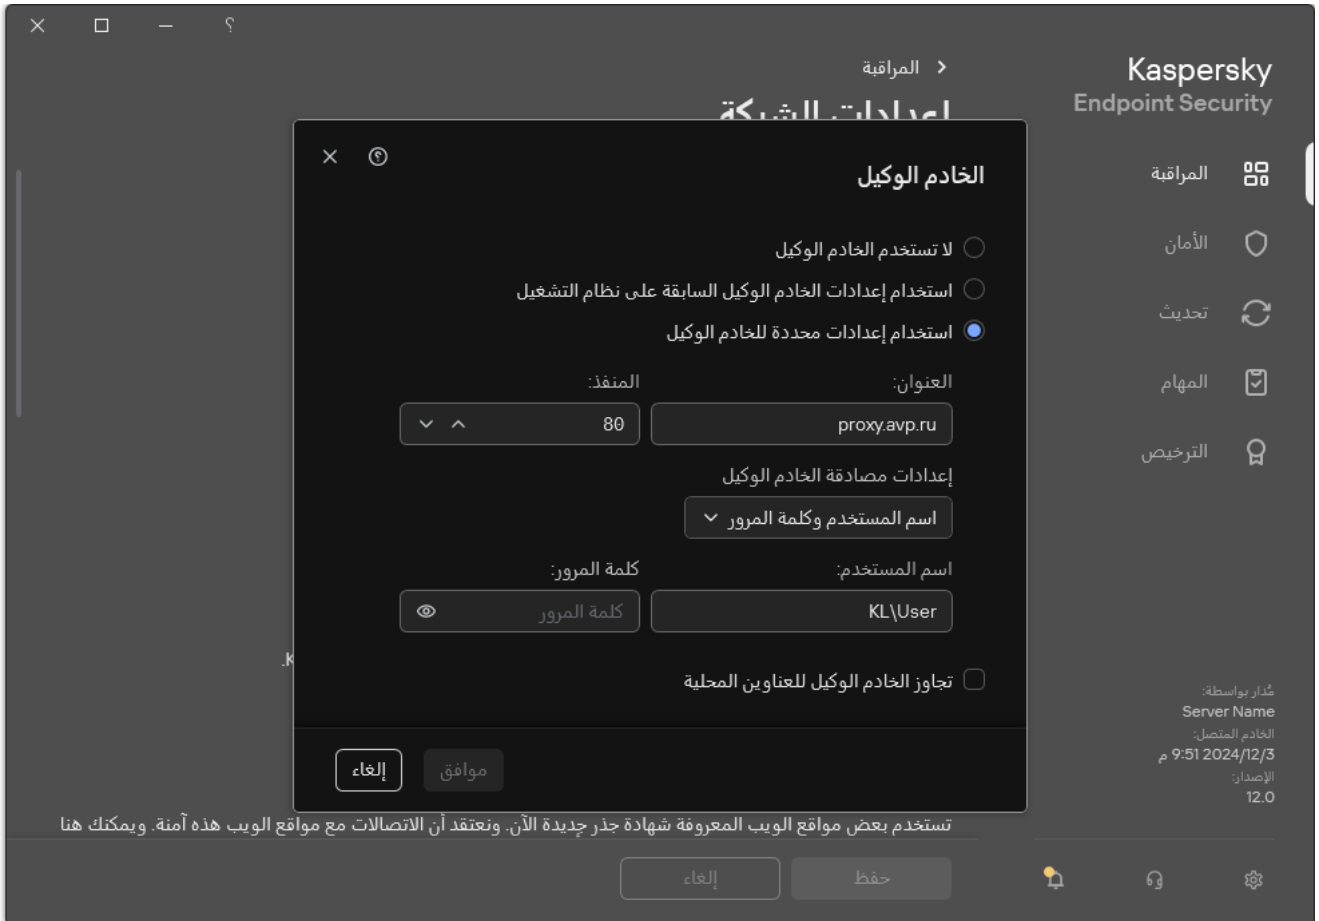 ؟
Kaspersky
Endpoint Security
المراقبة
الأمان
تحديث
المهام
الترخيص
مُدار بواسطة:
Server Name
الخادم المتصل:
2024/12/3 9:51 م
الإصدار:
12.0
المراقبة
إعدادات الشبكة
الخادم الوكيل
لا تستخدم الخادم الوكيل
استخدام إعدادات الخادم الوكيل السابقة على نظام التشغيل
استخدام إعدادات محددة للخادم الوكيل
العنوان: المنفذ:
proxy.avp.ru 80
إعدادات مصادقة الخادم الوكيل
اسم المستخدم وكلمة المرور
اسم المستخدم: كلمة المرور:
KL\User كلمة المرور
تجاوز الخادم الوكيل للعناوين المحلية
موافق إلغاء
تستخدم بعض مواقع الويب المعروفة شهادة جذر جديدة الآن. ونعتقد أن الاتصالات مع مواقع الويب هذه آمنة. ويمكنك هنا
حفظ إلغاء